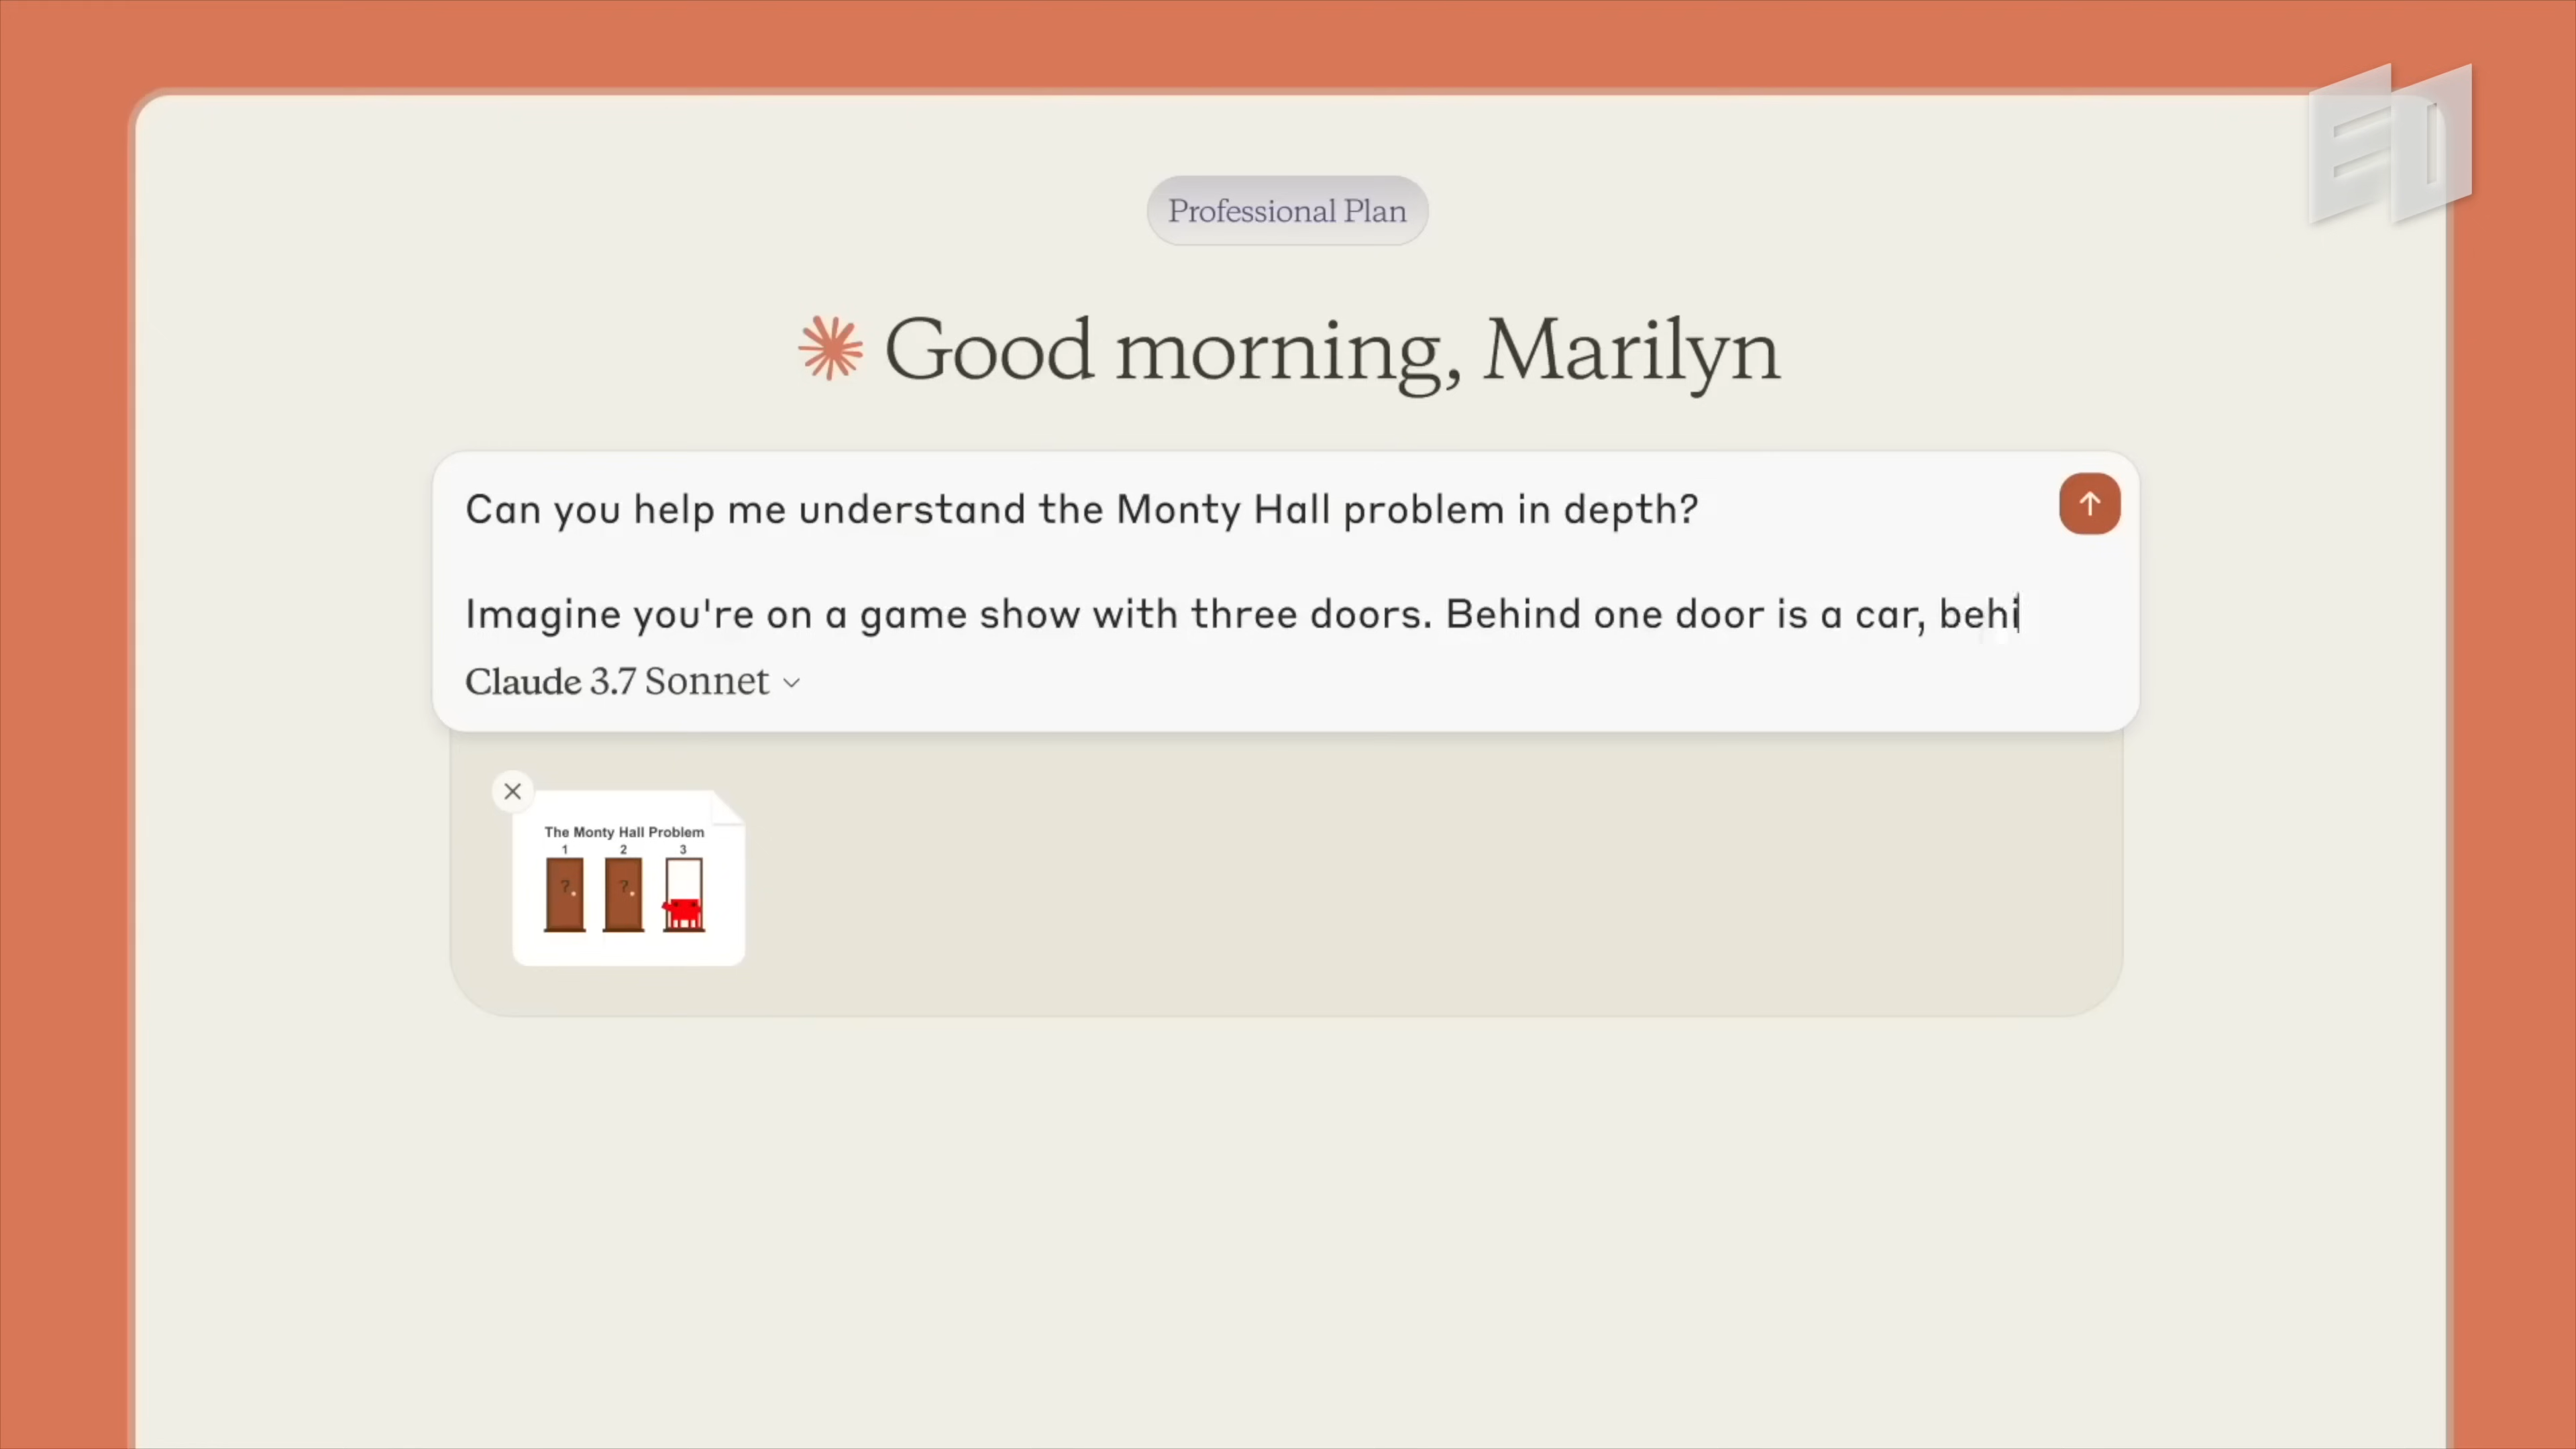 Professional Plan
Good morning, Marilyn
Can you help me understand the Monty Hall problem in depth?
Imagine you're on a game show with three doors. Behind one door is a car, behi
Claude 3.7 Sonnet
The Monty Hall Problem
1 2 3
? ?